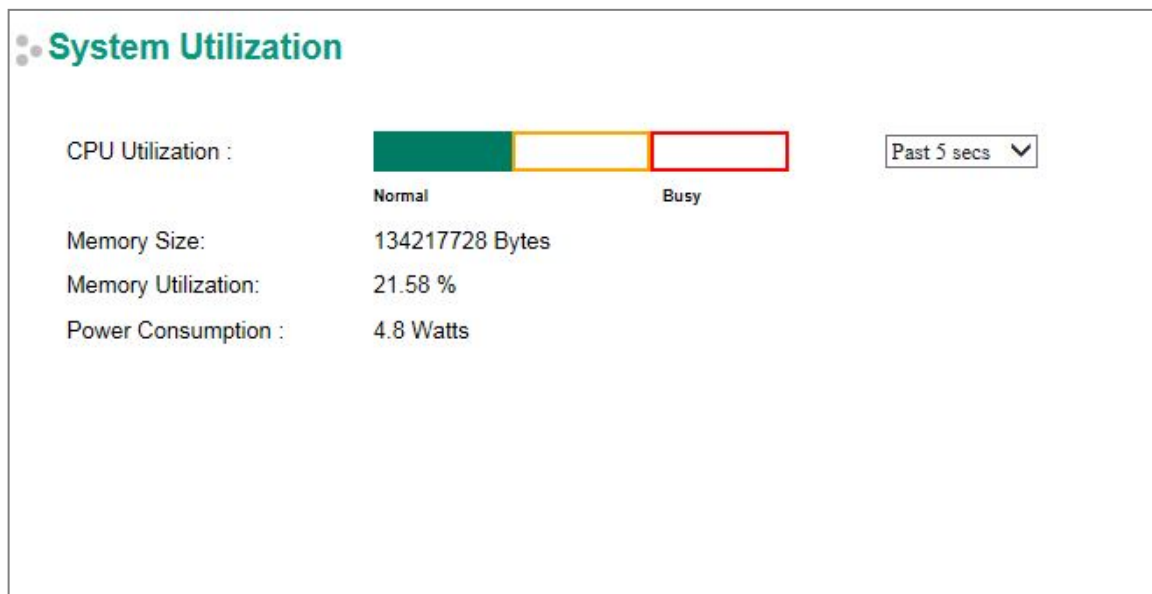 System Utilization
CPU Utilization :
Past 5 secs
Normal
Busy
Memory Size:
134217728 Bytes
Memory Utilization:
21.58 %
Power Consumption :
4.8 Watts